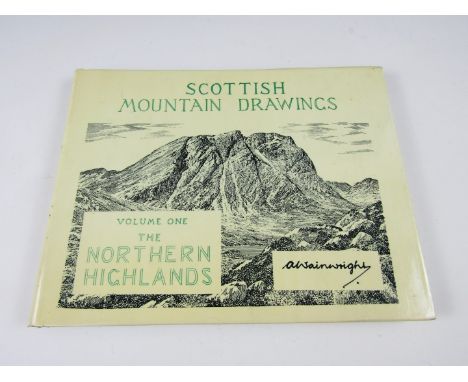 SCOTTISH
MOUNTAIN DRAWINGS
VOLUME ONE
THE
NORTHERN
HIGHLANDS
AWainwright